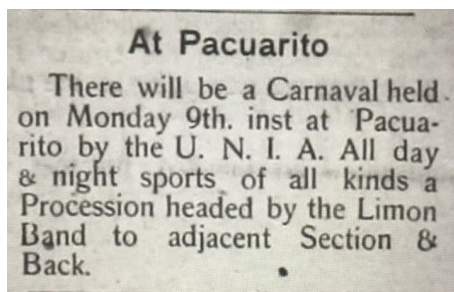 At Pacuarito
There will be a Carnaval held
on Monday 9th. inst at Pacua-
rito by the U. N. I. A. All day
& night sports of all kinds a
Procession headed by the Limon
Band to adjacent Section &
Back.